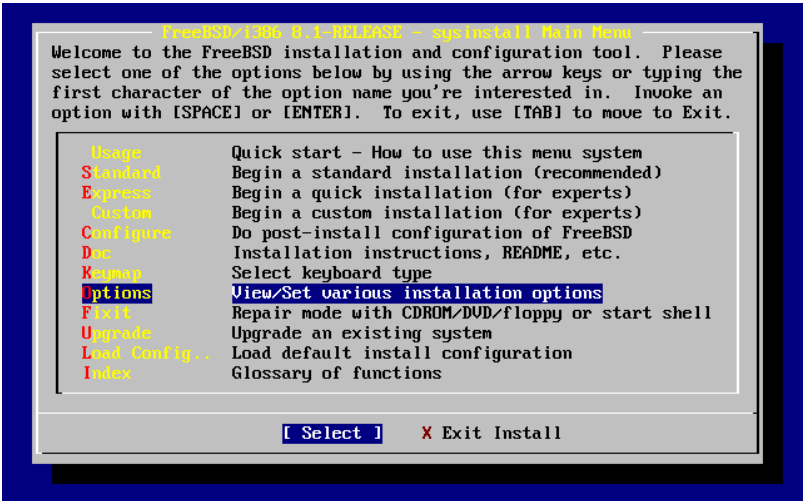 FreeBSD/i386 8.1-RELEASE - sysinstall Main Menu
Welcome to the FreeBSD installation and configuration tool.  Please
select one of the options below by using the arrow keys or typing the
first character of the option name you're interested in.  Invoke an
option with [SPACE] or [ENTER].  To exit, use [TAB] to move to Exit.
Usage Quick start - How to use this menu system
Standard Begin a standard installation (recommended)
Express Begin a quick installation (for experts)
Custom Begin a custom installation (for experts)
Configure Do post-install configuration of FreeBSD
Doc Installation instructions, README, etc.
Keymap Select keyboard type
Options View/Set various installation options
Fixit Repair mode with CDROM/DVD/floppy or start shell
Upgrade Upgrade an existing system
Load Config.. Load default install configuration
Index Glossary of functions
[ Select ] X Exit Install